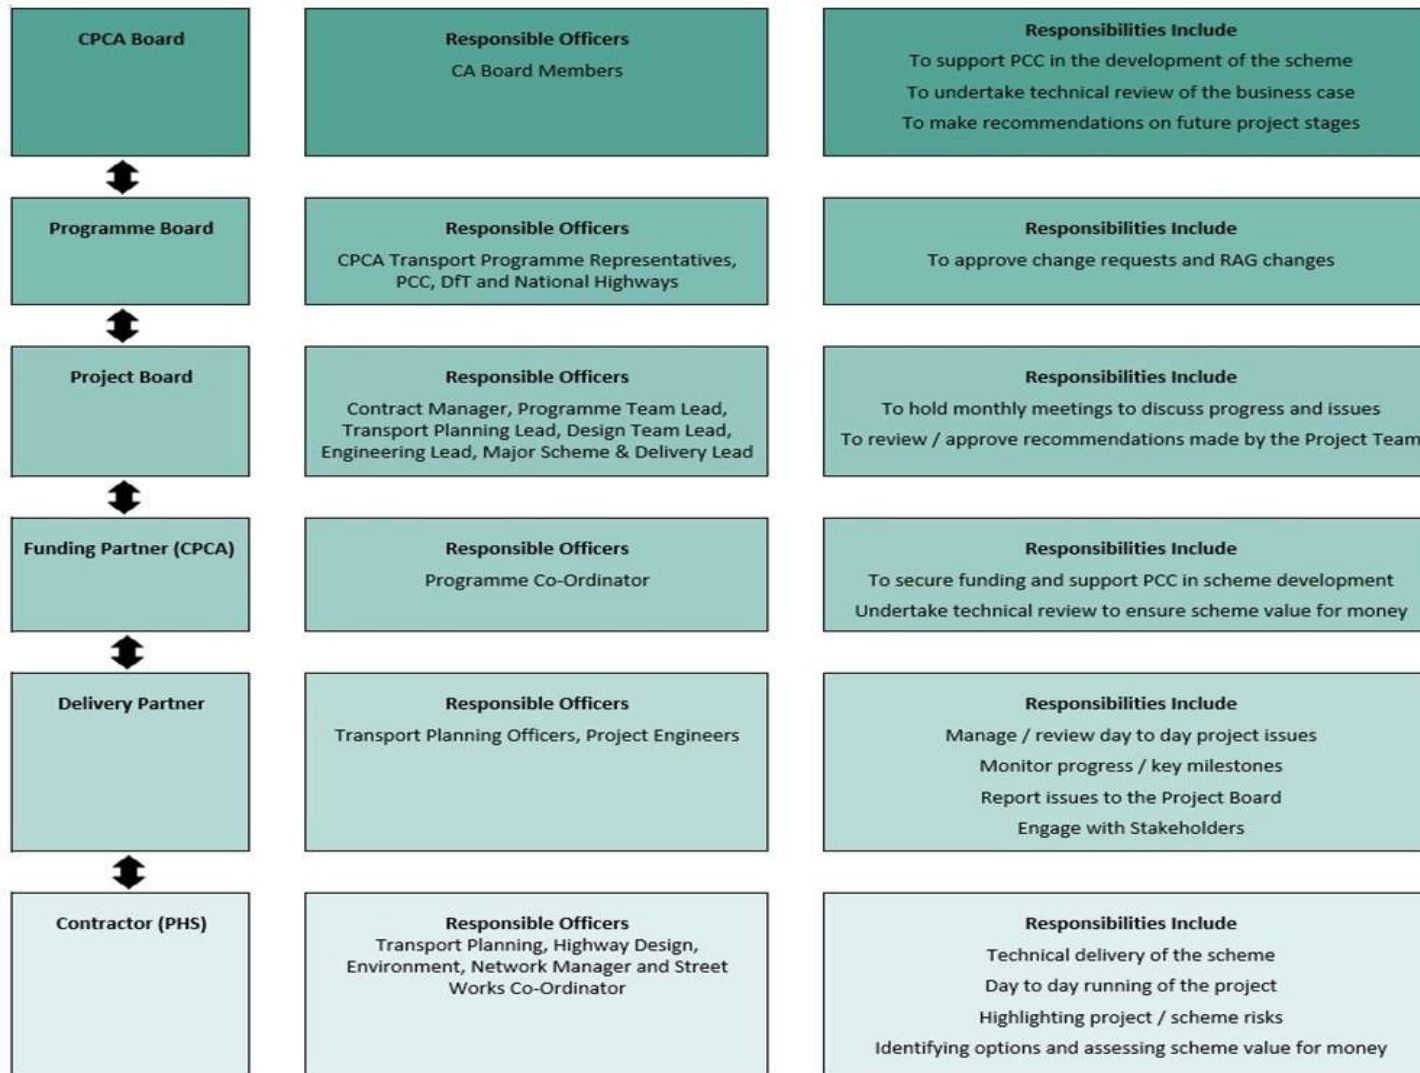 CPCA Board
Responsible Officers
CA Board Members
Responsibilities Include
To support PCC in the development of the scheme
To undertake technical review of the business case
To make recommendations on future project stages
Programme Board
Responsible Officers
CPCA Transport Programme Representatives,
PCC, DfT and National Highways
Responsibilities Include
To approve change requests and RAG changes
Project Board
Responsible Officers
Contract Manager, Programme Team Lead,
Transport Planning Lead, Design Team Lead,
Engineering Lead, Major Scheme & Delivery Lead
Responsibilities Include
To hold monthly meetings to discuss progress and issues
To review / approve recommendations made by the Project Team
Funding Partner (CPCA)
Responsible Officers
Programme Co-Ordinator
Responsibilities Include
To secure funding and support PCC in scheme development
Undertake technical review to ensure scheme value for money
Delivery Partner
Responsible Officers
Transport Planning Officers, Project Engineers
Responsibilities Include
Manage / review day to day project issues
Monitor progress / key milestones
Report issues to the Project Board
Engage with Stakeholders
Contractor (PHS)
Responsible Officers
Transport Planning, Highway Design,
Environment, Network Manager and Street
Works Co-Ordinator
Responsibilities Include
Technical delivery of the scheme
Day to day running of the project
Highlighting project / scheme risks
Identifying options and assessing scheme value for money